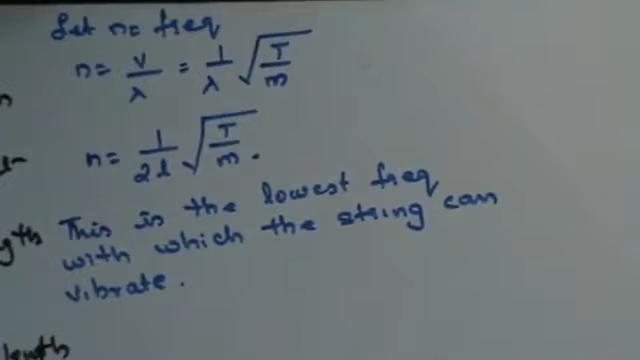 Let n= freq
n= v/λ = 1/λ √T/m
n= 1/2l √T/m.
This is the lowest freq
with which the string can
vibrate.